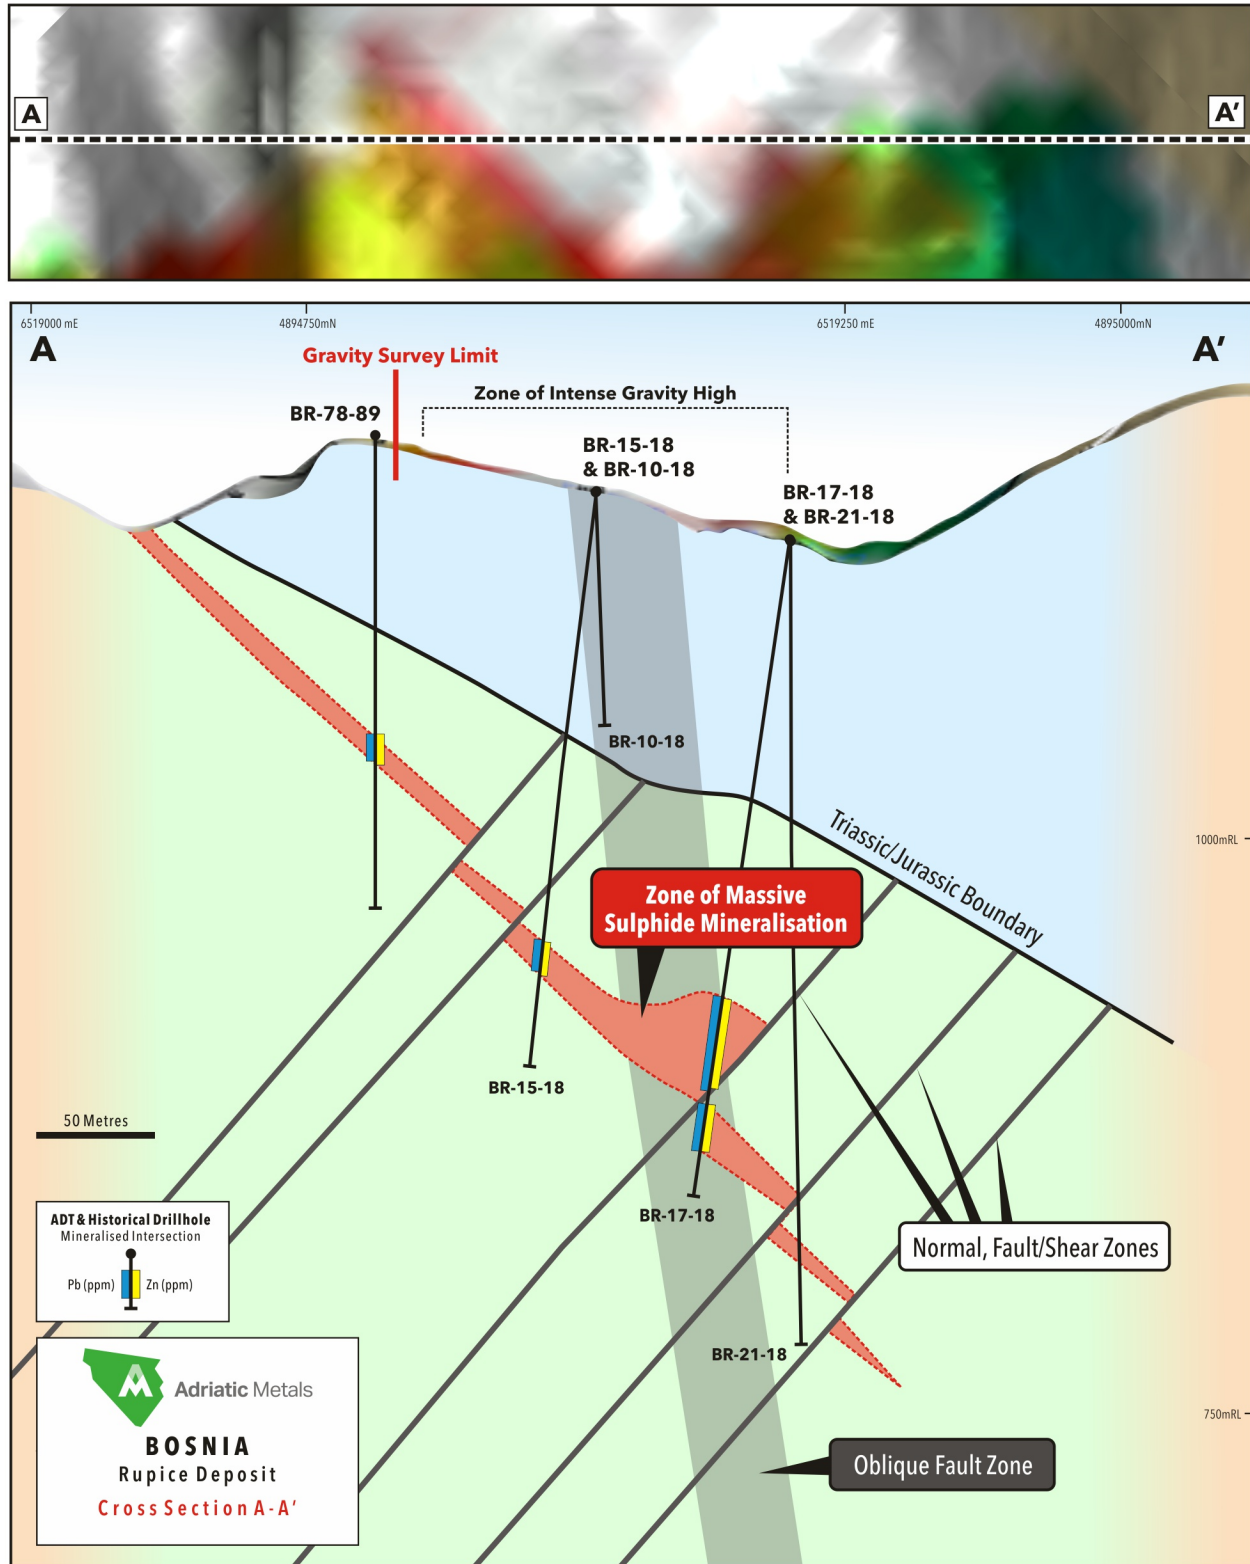 A
A'
6519000 mE
4894750mN
6519250 mE
4895000mN
A
A'
Gravity Survey Limit
Zone of Intense Gravity High
BR-78-89
BR-15-18
& BR-10-18
BR-17-18
& BR-21-18
BR-10-18
Triassic/Jurassic Boundary
1000mRL
Zone of Massive
Sulphide Mineralisation
BR-15-18
50 Metres
BR-17-18
ADT & Historical Drillhole
Mineralised Intersection
Pb (ppm)
Zn (ppm)
Normal, Fault/Shear Zones
BR-21-18
Adriatic Metals
BOSNIA
Rupice Deposit
Cross Section A-A'
750mRL
Oblique Fault Zone